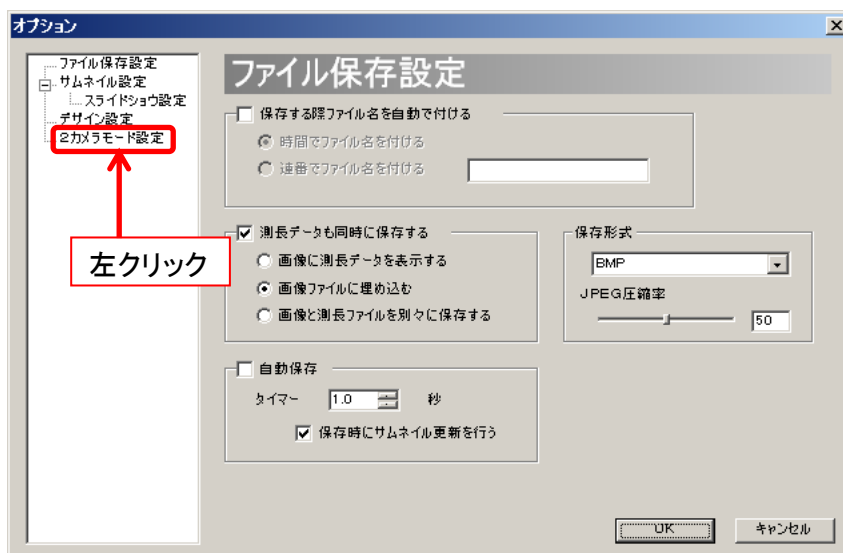 オプション
ファイル保存設定
サムネイル設定
スライドショウ設定
デザイン設定
2カメラモード設定
左クリック
ファイル保存設定
保存する際ファイル名を自動で付ける
時間でファイル名を付ける
連番でファイル名を付ける
測長データも同時に保存する
画像に測長データを表示する
画像ファイルに埋め込む
画像と測長ファイルを別々に保存する
保存形式
BMP
JPEG圧縮率
50
自動保存
タイマー 1.0 秒
保存時にサムネイル更新を行う
OK キャンセル